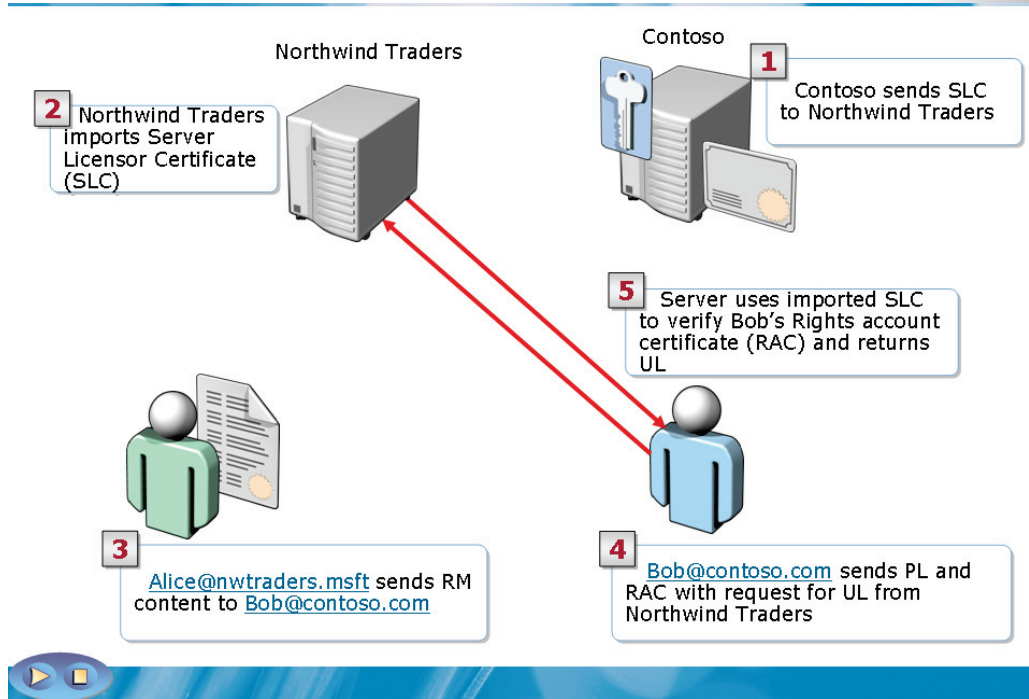 Northwind Traders
Contoso
1
Contoso sends SLC
to Northwind Traders
2
Northwind Traders
imports Server
Licensor Certificate
(SLC)
5
Server uses imported SLC
to verify Bob's Rights account
certificate (RAC) and returns
UL
3
Alice@nwtraders.msft sends RM
content to Bob@contoso.com
4
Bob@contoso.com sends PL and
RAC with request for UL from
Northwind Traders